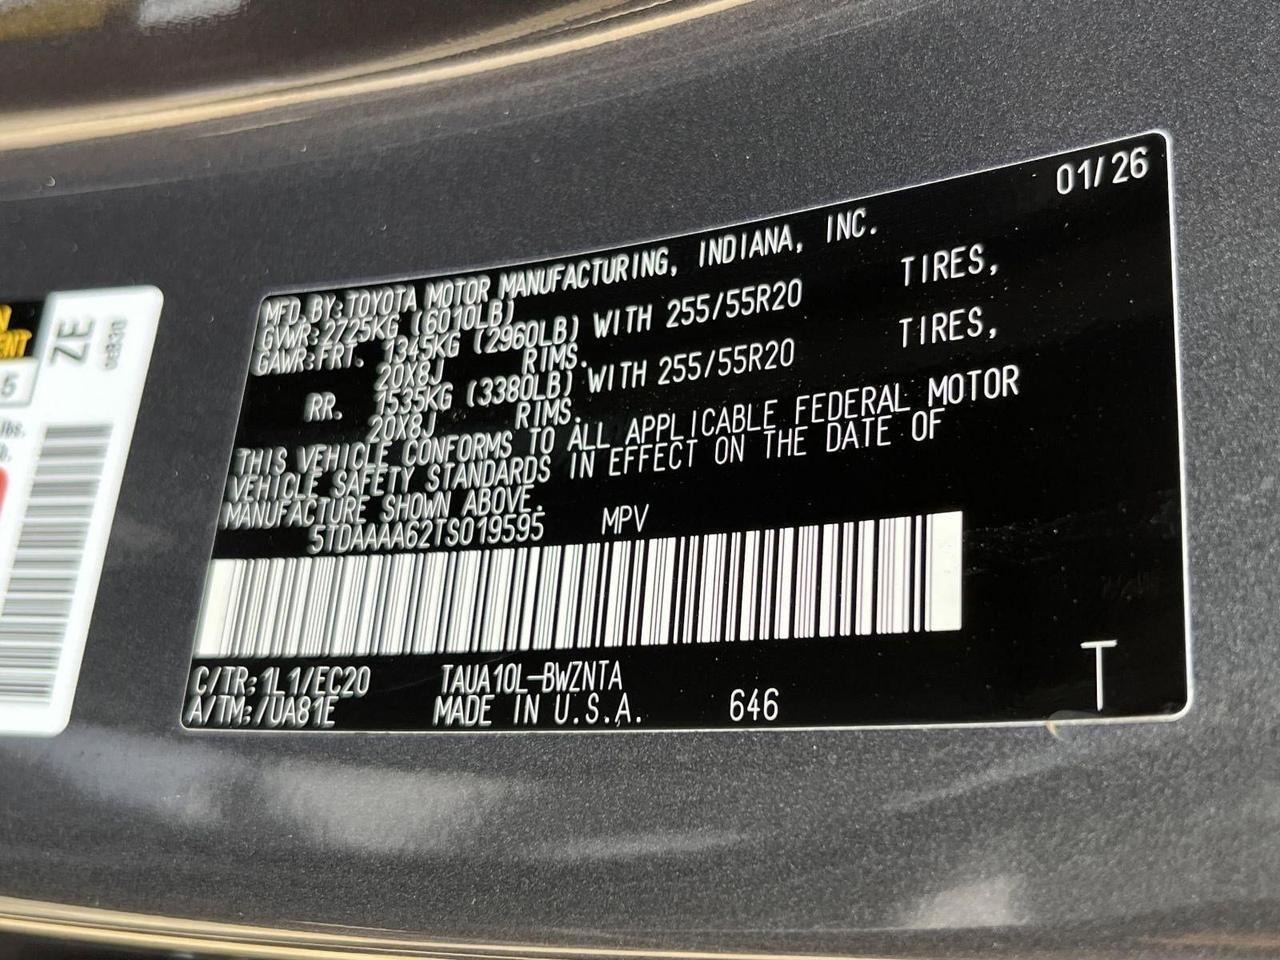 01/26
MFD.BY:TOYOTA MOTOR MANUFACTURING, INDIANA, INC.
GVWR:2725KG (6010LB)
GAWR:FRT. 1345KG (2960LB) WITH 255/55R20 TIRES,
20X8J RIMS.
RR. 1535KG (3380LB) WITH 255/55R20 TIRES,
20X8J RIMS.
THIS VEHICLE CONFORMS TO ALL APPLICABLE FEDERAL MOTOR
VEHICLE SAFETY STANDARDS IN EFFECT ON THE DATE OF
MANUFACTURE SHOWN ABOVE.
5TDAAAA62TS019595 MPV
C/TR:1L1/EC20 TAUA10L-BWZNTA
A/TM:/UA81E MADE IN U.S.A. 646
T
ZE
5
lbs.